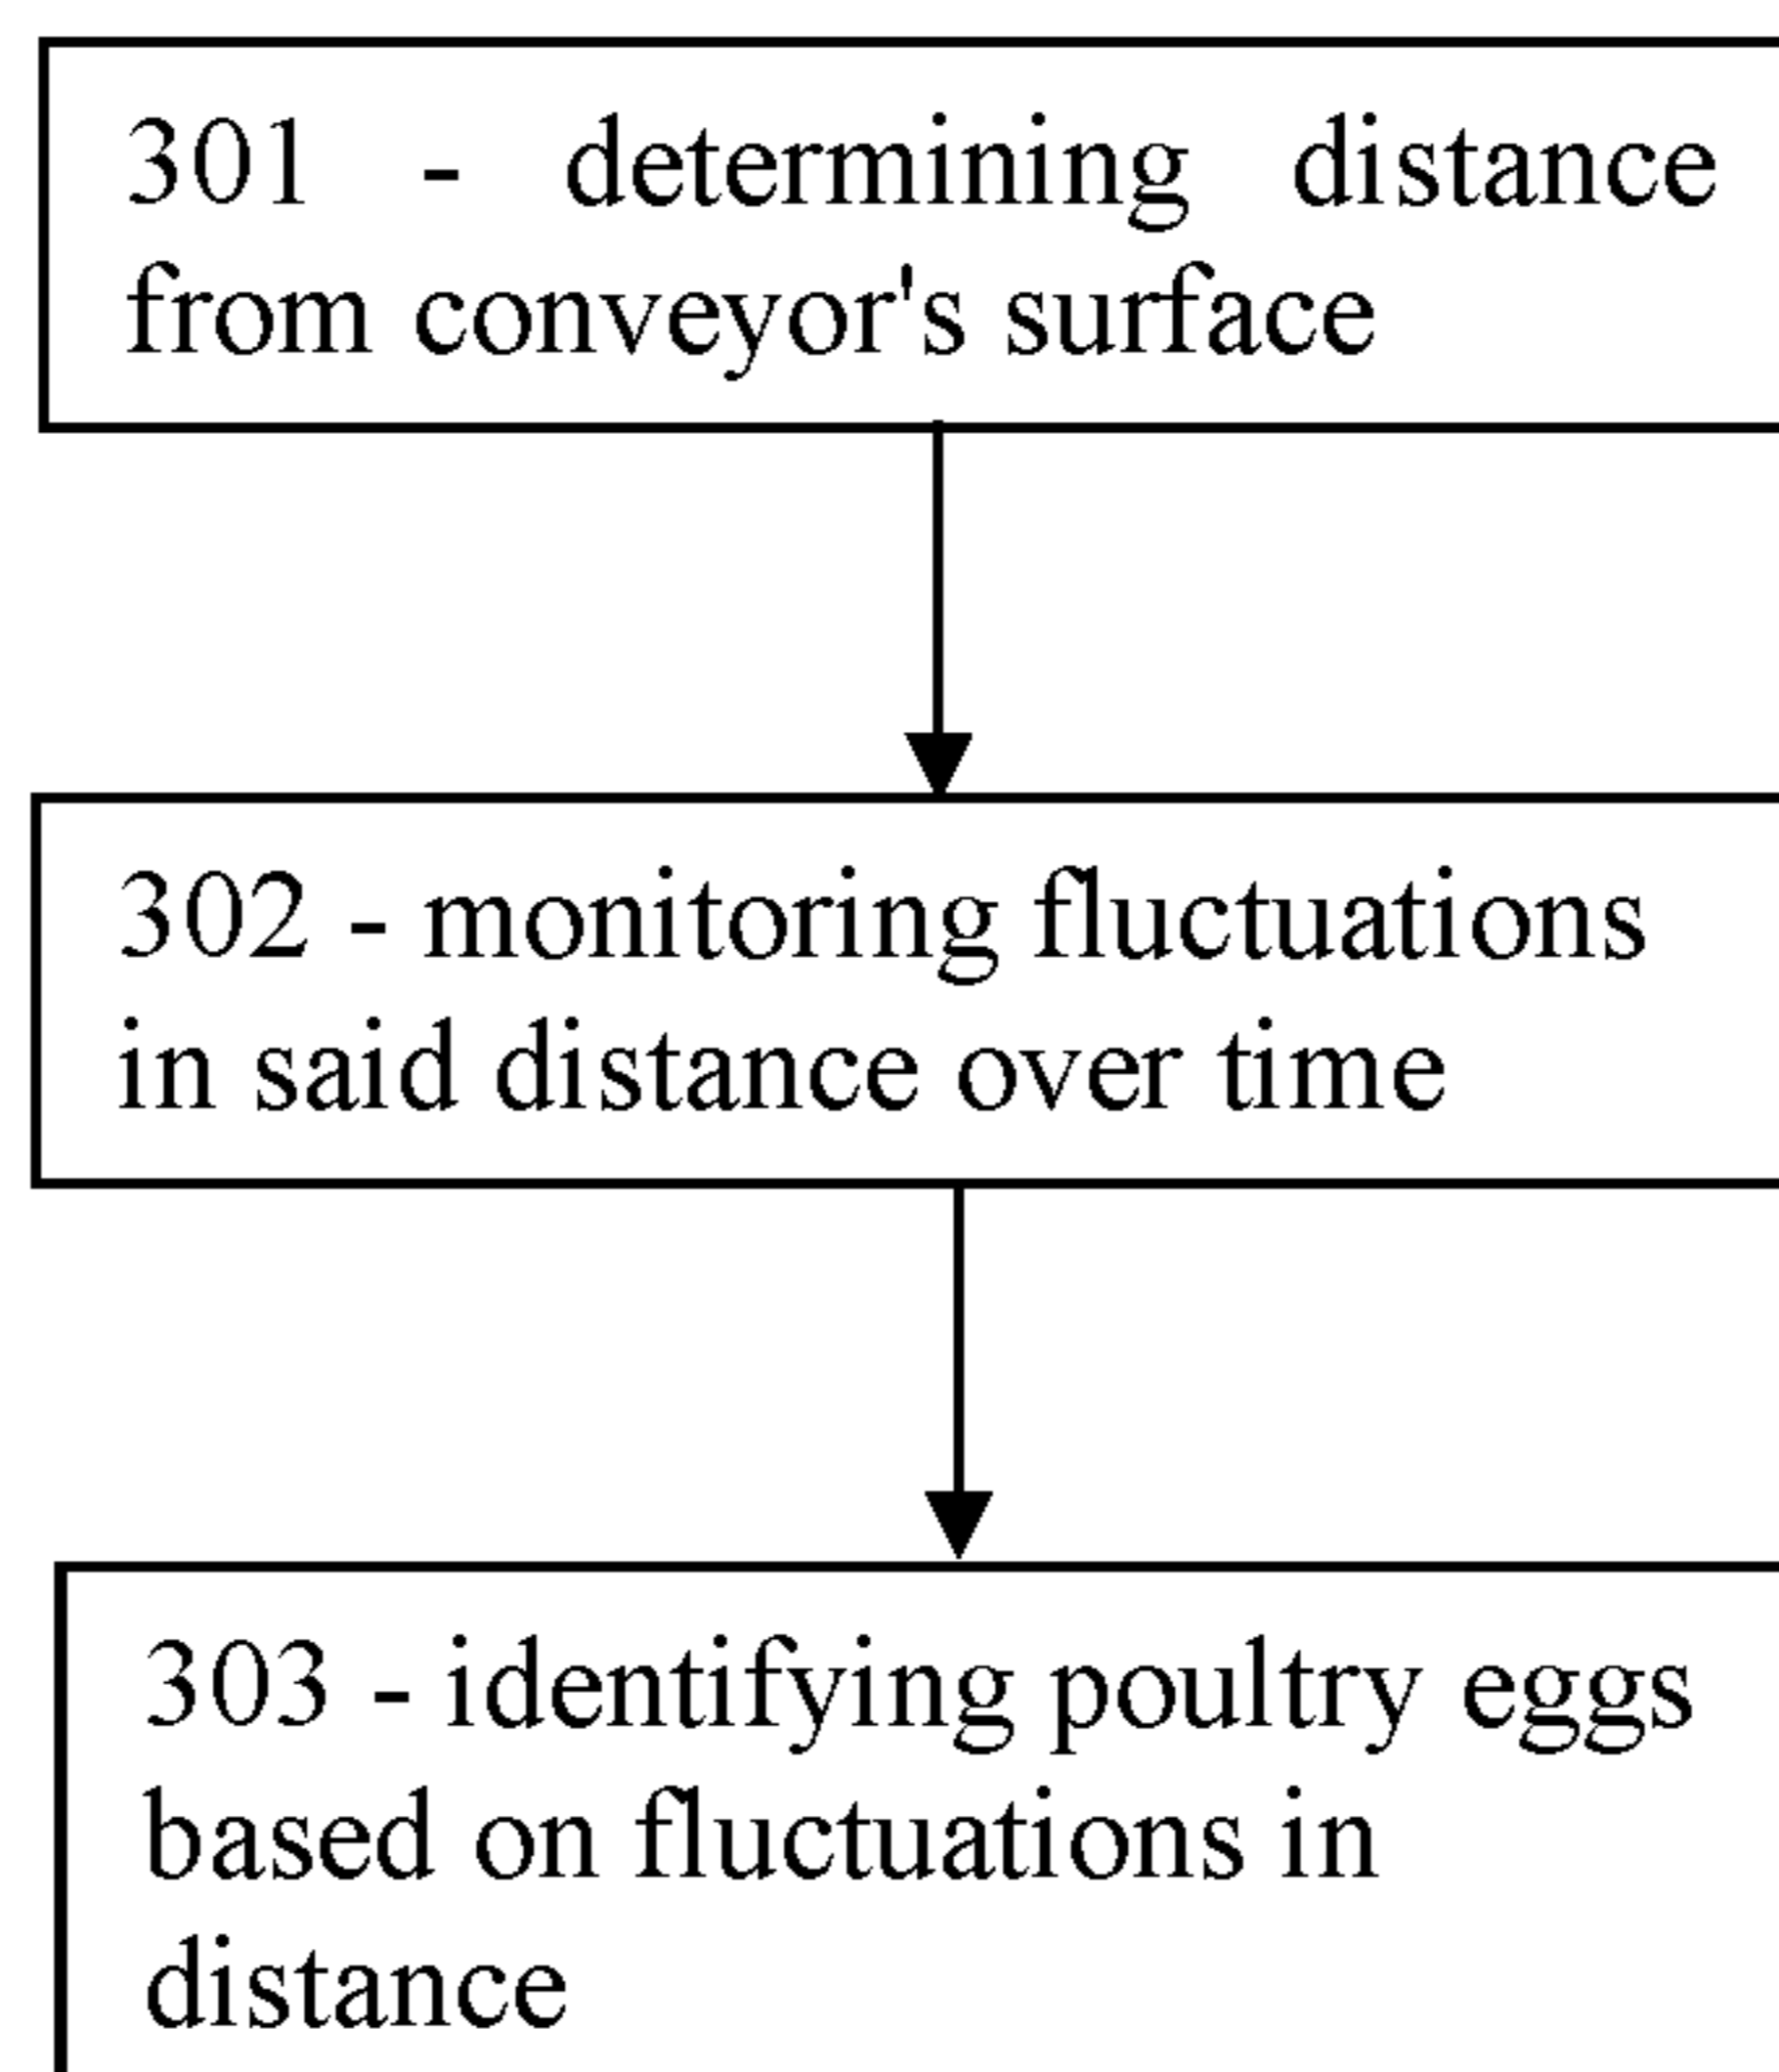 301 - determining distance
from conveyor's surface
302 - monitoring fluctuations
in said distance over time
303 - identifying poultry eggs
based on fluctuations in
distance